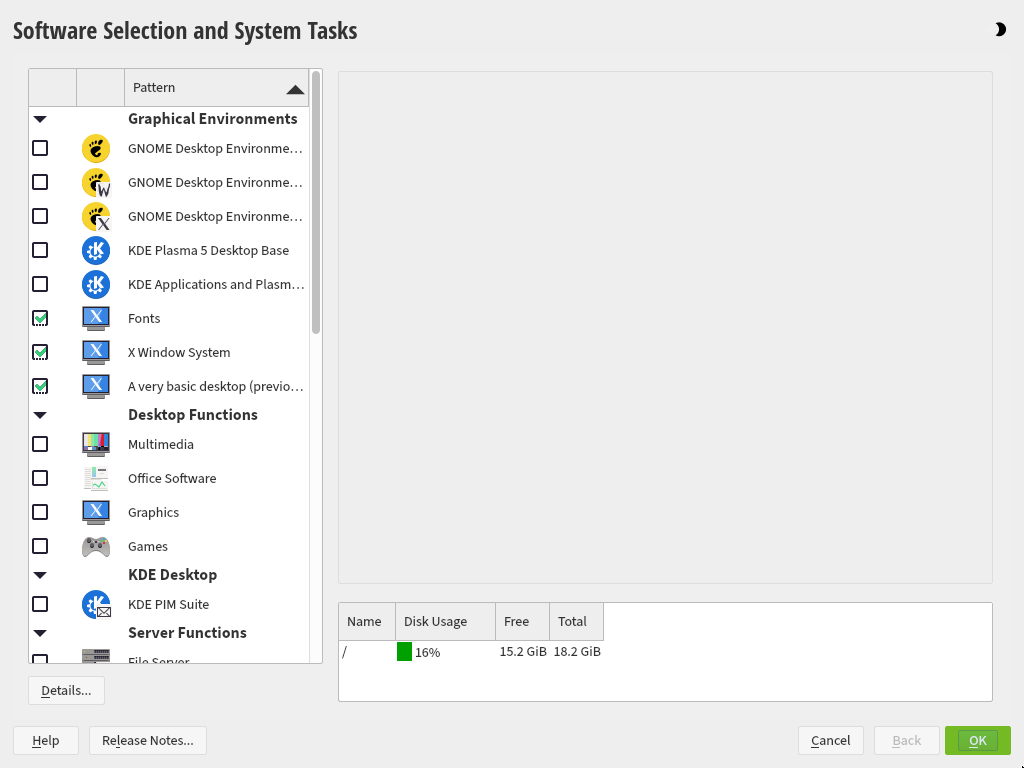 Software Selection and System Tasks
Pattern
Graphical Environments
GNOME Desktop Environme...
GNOME Desktop Environme...
GNOME Desktop Environme...
KDE Plasma 5 Desktop Base
KDE Applications and Plasm...
Fonts
X Window System
A very basic desktop (previo...
Desktop Functions
Multimedia
Office Software
Graphics
Games
KDE Desktop
KDE PIM Suite
Server Functions
File Server
Name Disk Usage Free Total
/ 16% 15.2 GiB 18.2 GiB
Details...
Help Release Notes... Cancel Back OK